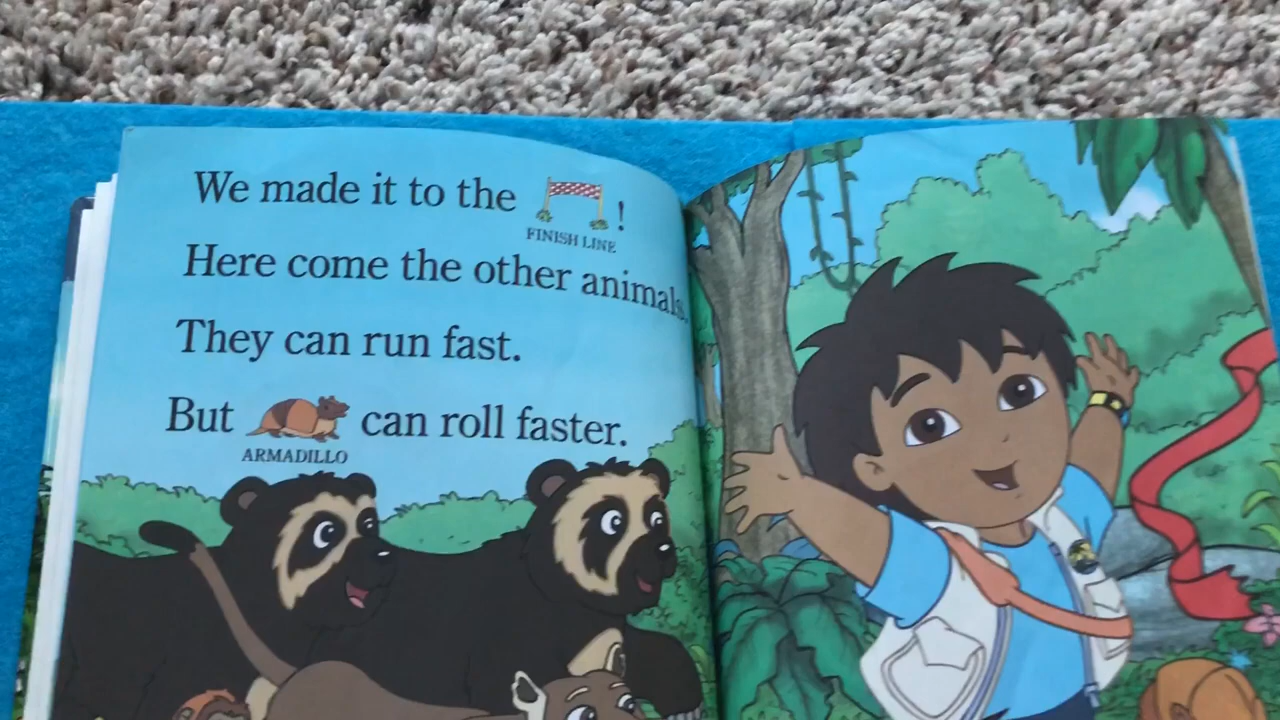 We made it to the !
FINISH LINE
Here come the other animals.
They can run fast.
But can roll faster.
ARMADILLO